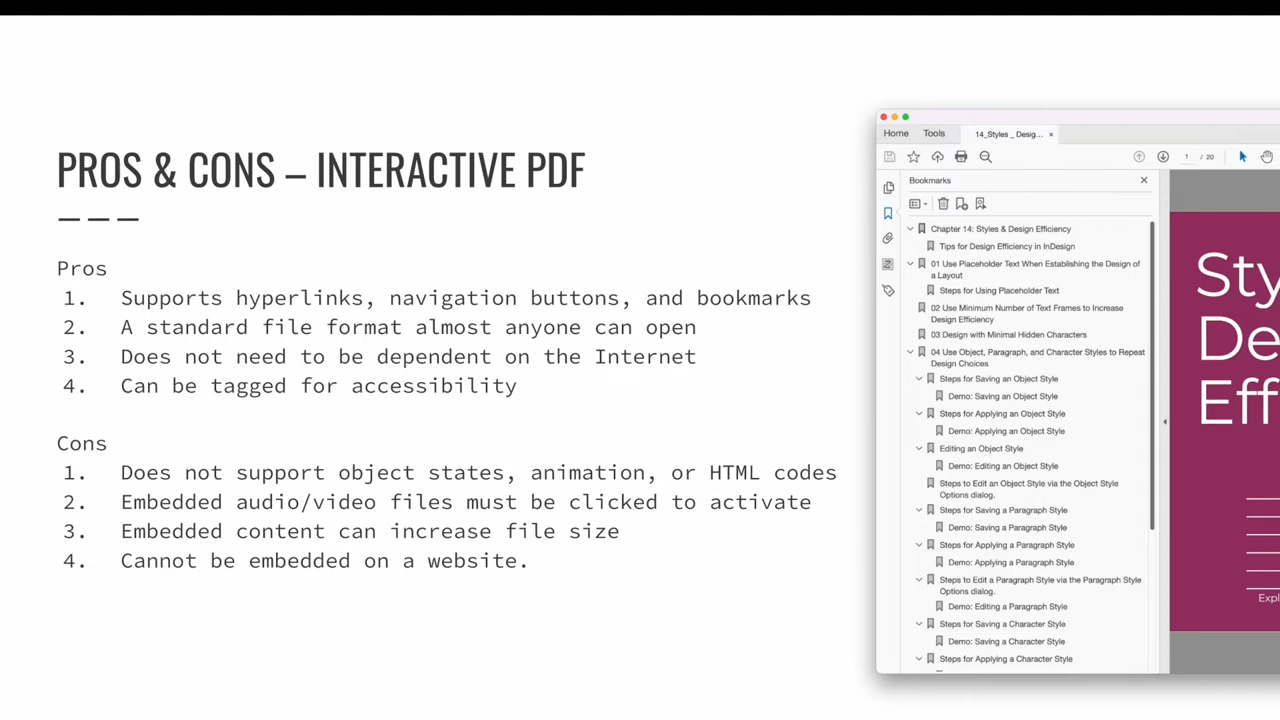 PROS & CONS – INTERACTIVE PDF
Pros
1. Supports hyperlinks, navigation buttons, and bookmarks
2. A standard file format almost anyone can open
3. Does not need to be dependent on the Internet
4. Can be tagged for accessibility
Cons
1. Does not support object states, animation, or HTML codes
2. Embedded audio/video files must be clicked to activate
3. Embedded content can increase file size
4. Cannot be embedded on a website.
Home Tools 14_Styles _ Desig... ×
1 / 20
Bookmarks
Chapter 14: Styles & Design Efficiency
Tips for Design Efficiency in InDesign
01 Use Placeholder Text When Establishing the Design of
a Layout
Steps for Using Placeholder Text
02 Use Minimum Number of Text Frames to Increase
Design Efficiency
03 Design with Minimal Hidden Characters
04 Use Object, Paragraph, and Character Styles to Repeat
Design Choices
Steps for Saving an Object Style
Demo: Saving an Object Style
Steps for Applying an Object Style
Demo: Applying an Object Style
Editing an Object Style
Demo: Editing an Object Style
Steps to Edit an Object Style via the Object Style
Options dialog.
Steps for Saving a Paragraph Style
Demo: Saving a Paragraph Style
Steps for Applying a Paragraph Style
Demo: Applying a Paragraph Style
Steps to Edit a Paragraph Style via the Paragraph Style
Options dialog.
Demo: Editing a Paragraph Style
Steps for Saving a Character Style
Demo: Saving a Character Style
Steps for Applying a Character Style
Sty
De
Eff
Expl